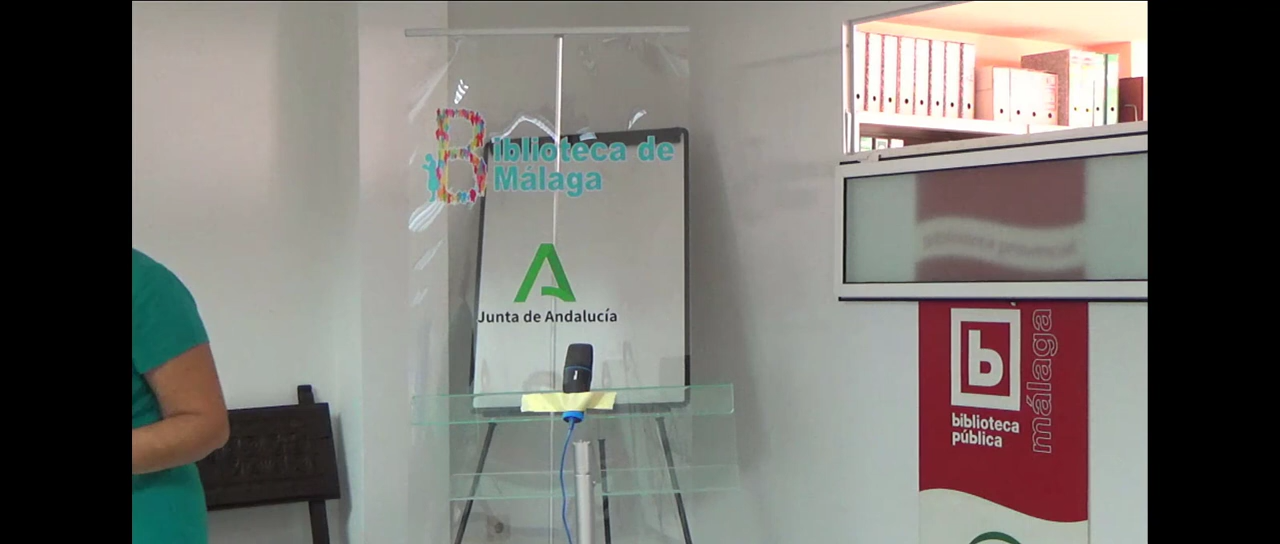 Biblioteca de
Málaga
Junta de Andalucía
b
biblioteca
pública
málaga